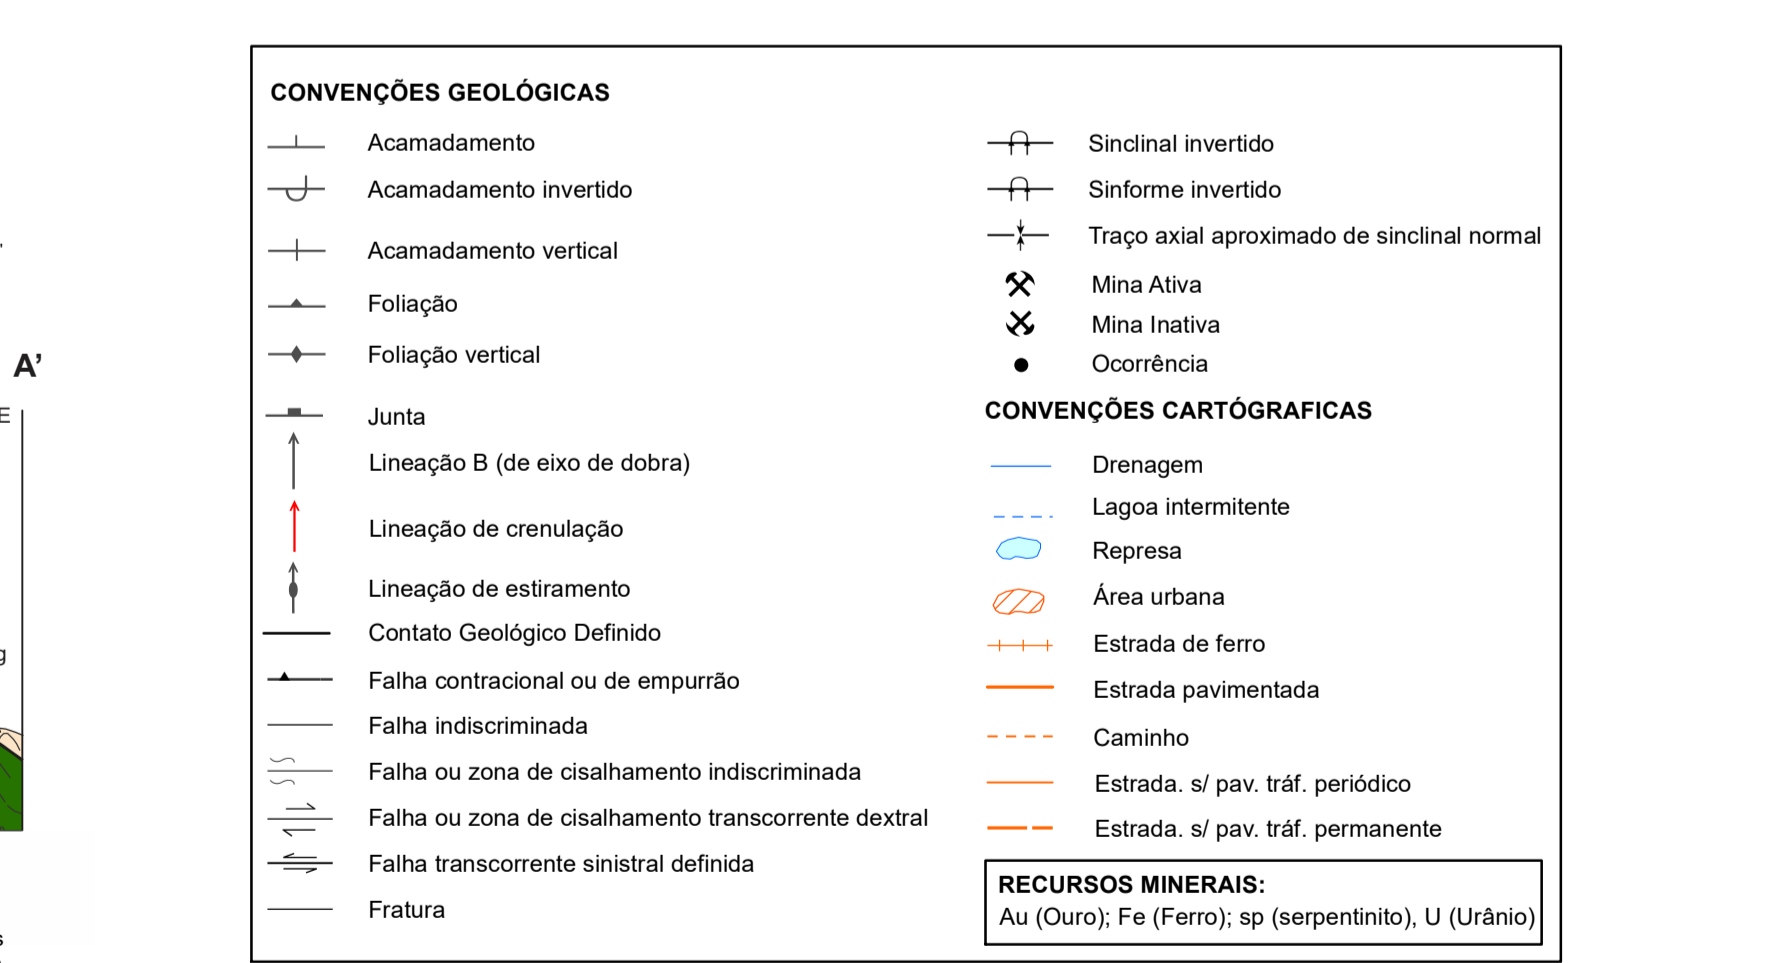 A’
E
g
s
CONVENÇÕES GEOLÓGICAS
Acamadamento
Acamadamento invertido
Acamadamento vertical
Foliação
Foliação vertical
Junta
Lineação B (de eixo de dobra)
Lineação de crenulação
Lineação de estiramento
Contato Geológico Definido
Falha contracional ou de empurrão
Falha indiscriminada
Falha ou zona de cisalhamento indiscriminada
Falha ou zona de cisalhamento transcorrente dextral
Falha transcorrente sinistral definida
Fratura
Sinclinal invertido
Sinforme invertido
Traço axial aproximado de sinclinal normal
Mina Ativa
Mina Inativa
Ocorrência
CONVENÇÕES CARTÓGRAFICAS
Drenagem
Lagoa intermitente
Represa
Área urbana
Estrada de ferro
Estrada pavimentada
Caminho
Estrada. s/ pav. tráf. periódico
Estrada. s/ pav. tráf. permanente
RECURSOS MINERAIS:
Au (Ouro); Fe (Ferro); sp (serpentinito), U (Urânio)